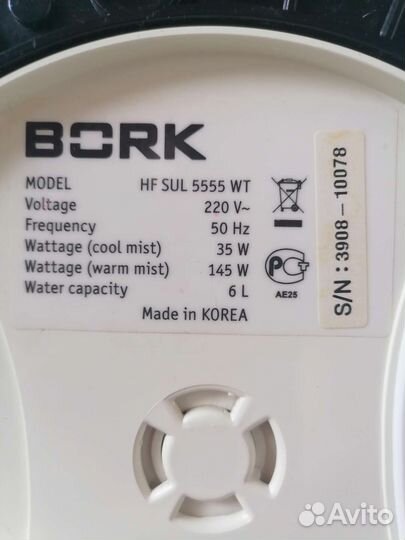 BORK
MODEL HF SUL 5555 WT
Voltage 220 V~
Frequency 50 Hz
Wattage (cool mist) 35 W
Wattage (warm mist) 145 W
Water capacity 6 L
Made in KOREA
РСТ
AE25
S/N : 3908 – 10078
Avito